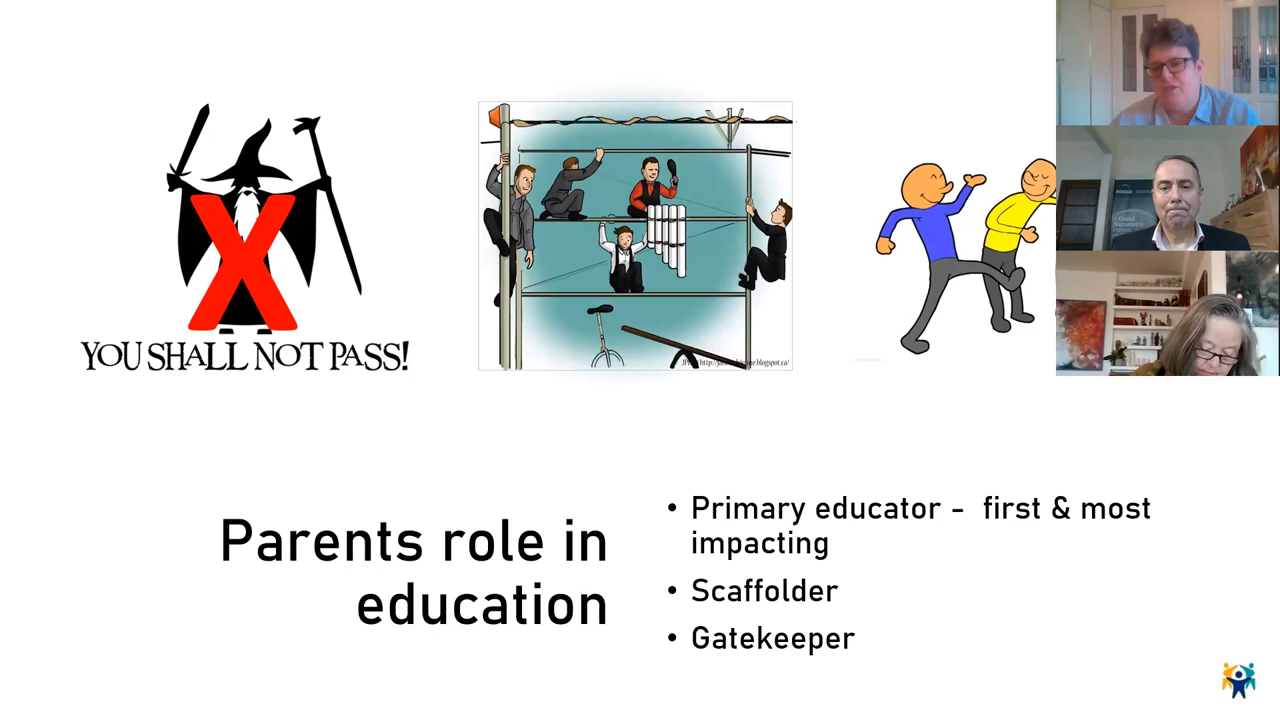 YOU SHALL NOT PASS!
Parents role in
education
• Primary educator - first & most
impacting
• Scaffolder
• Gatekeeper